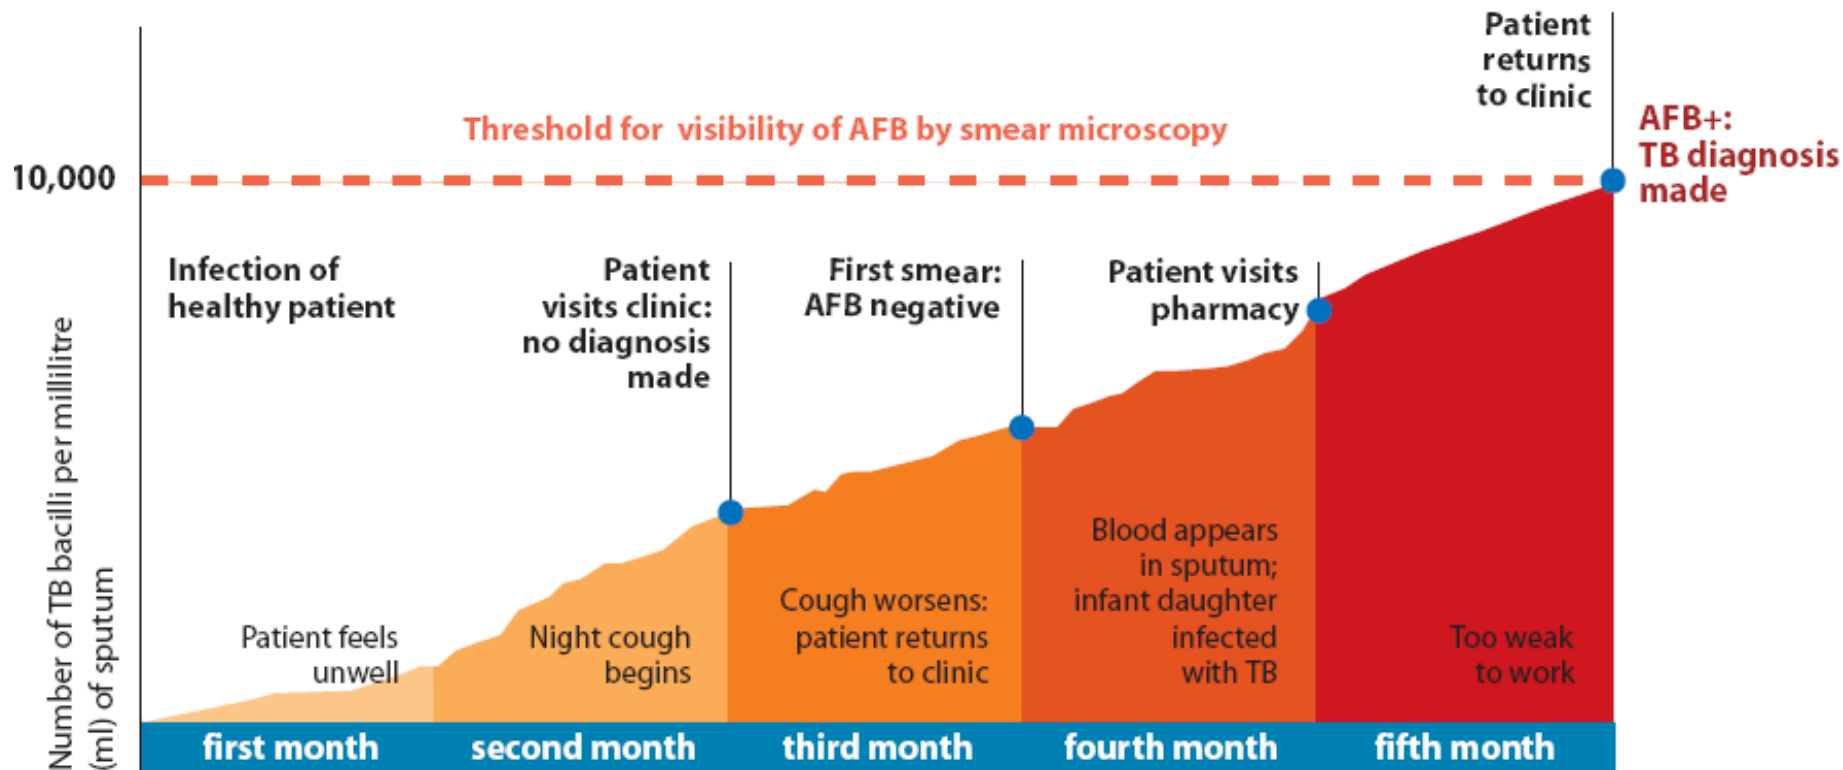 Patient
returns
to clinic
Threshold for visibility of AFB by smear microscopy
AFB+:
TB diagnosis
made
10,000
Infection of
healthy patient
Patient
visits clinic:
no diagnosis
made
First smear:
AFB negative
Patient visits
pharmacy
Number of TB bacilli per millilitre
(ml) of sputum
Patient feels
unwell
Night cough
begins
Cough worsens:
patient returns
to clinic
Blood appears
in sputum;
infant daughter
infected
with TB
Too weak
to work
first month
second month
third month
fourth month
fifth month